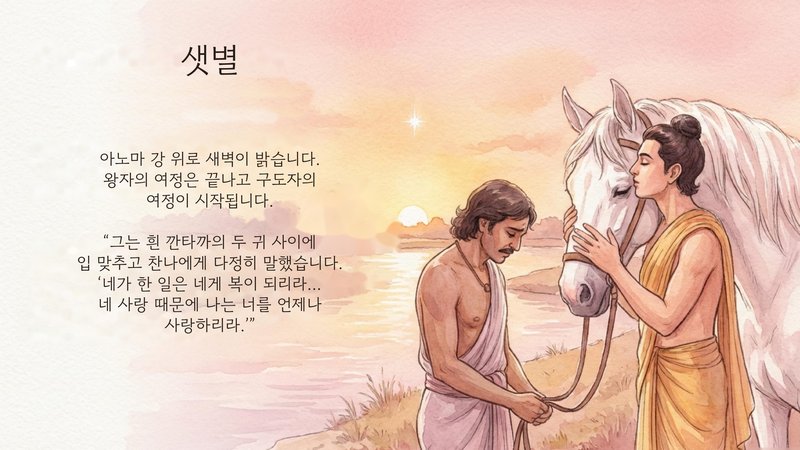 샛별
아노마 강 위로 새벽이 밝습니다.
왕자의 여정은 끝나고 구도자의
여정이 시작됩니다.
“그는 흰 깐타까의 두 귀 사이에
입 맞추고 찬나에게 다정히 말했습니다.
‘네가 한 일은 네게 복이 되리라...
네 사랑 때문에 나는 너를 언제나
사랑하리라.’”